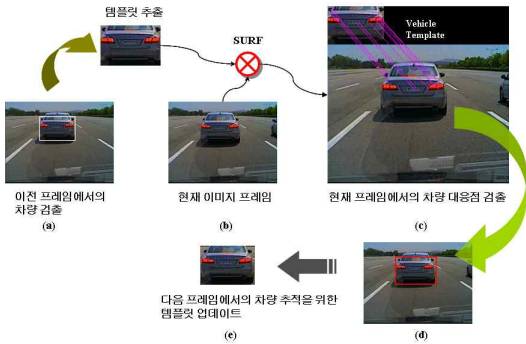 템플릿 추출
SURF
Vehicle
Template
이전 프레임에서의
차량 검출
(a)
현재 이미지 프레임
(b)
현재 프레임에서의 차량 대응점 검출
(c)
다음 프레임에서의 차량 추적을 위한
템플릿 업데이트
(e)
(d)